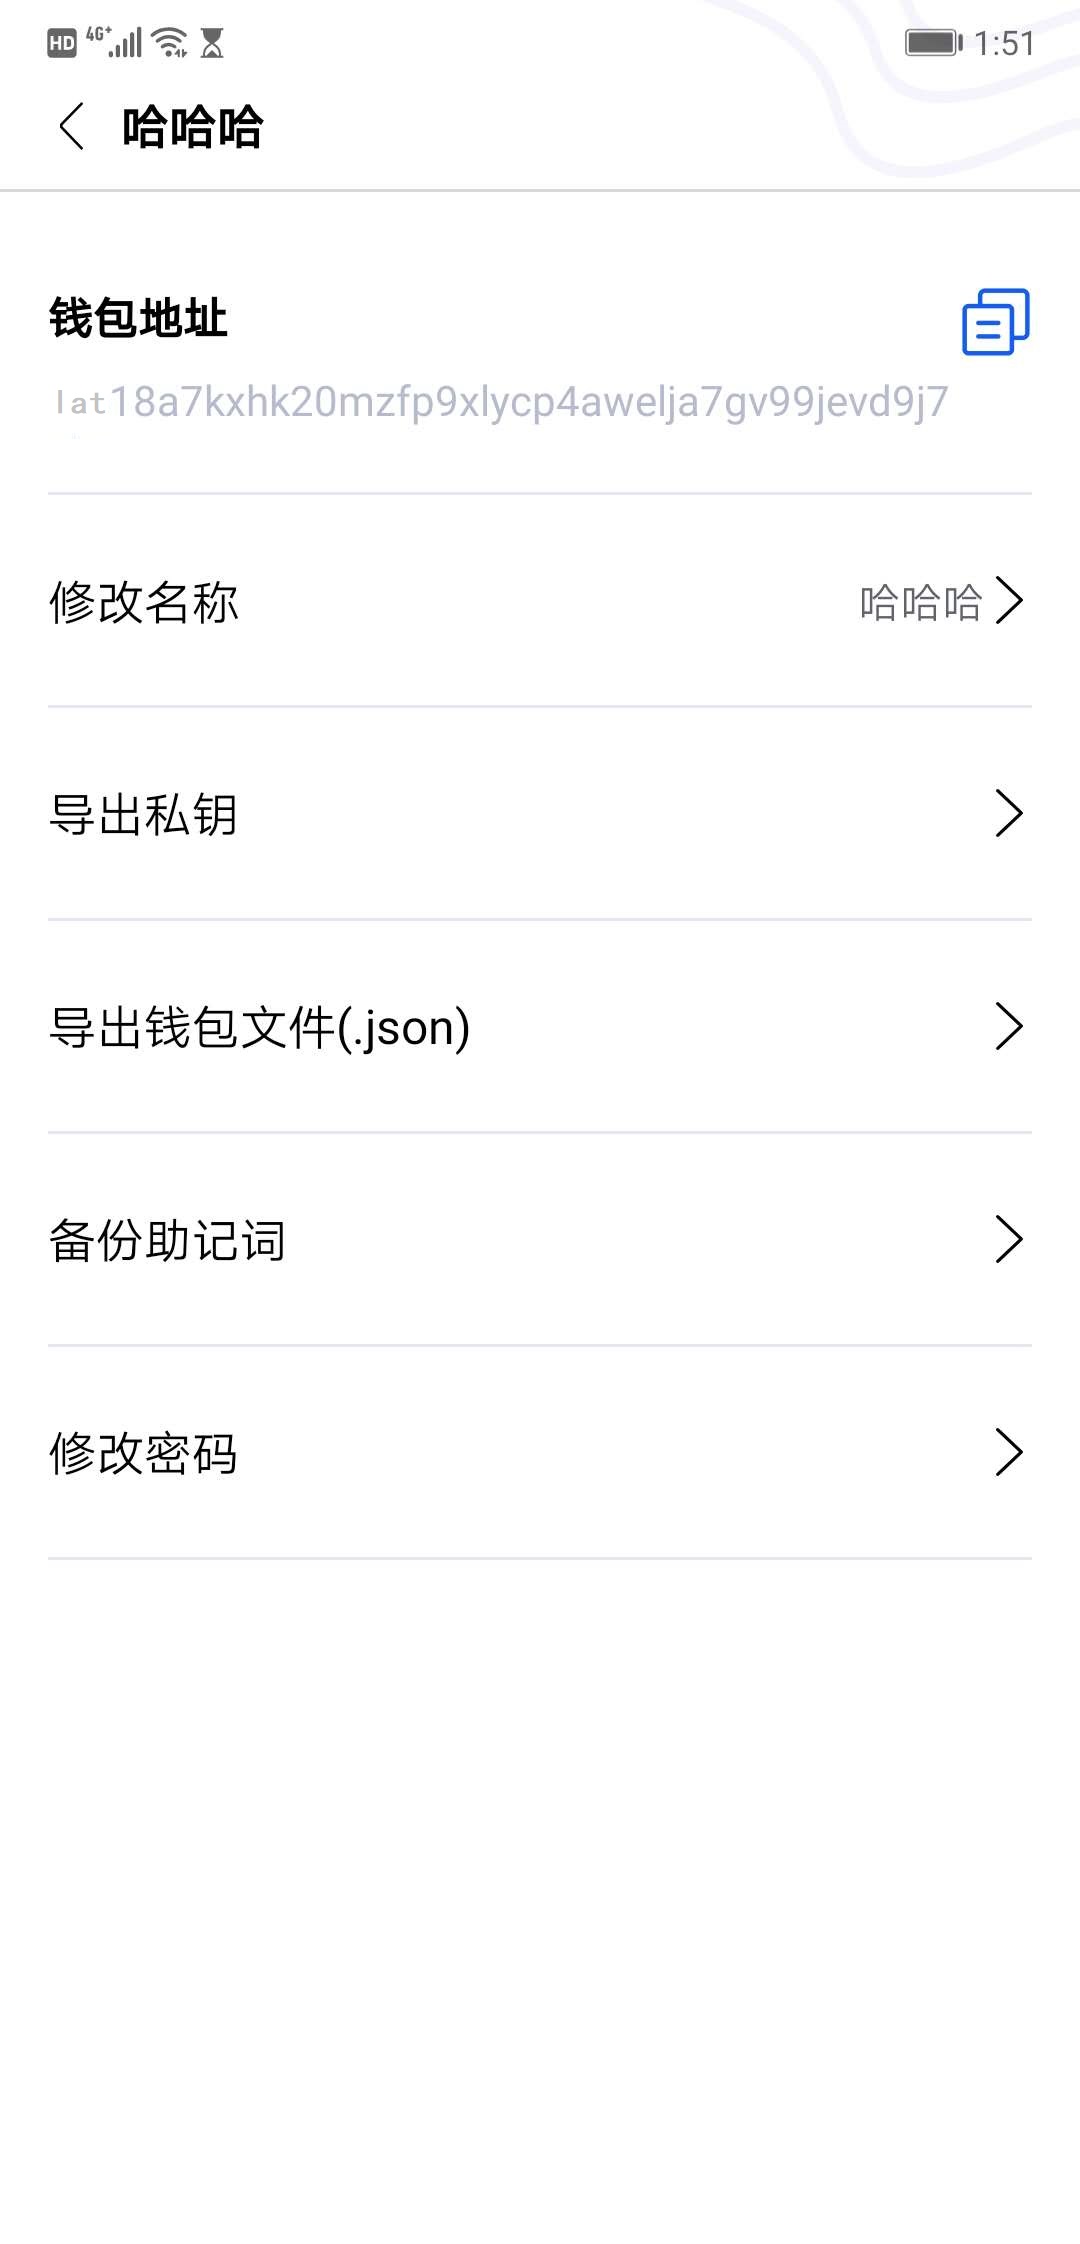 HD 4G+ 1:51
哈哈哈
钱包地址
lat18a7kxhk20mzfp9xlycp4awelja7gv99jevd9j7
修改名称 哈哈哈
导出私钥
导出钱包文件(.json)
备份助记词
修改密码